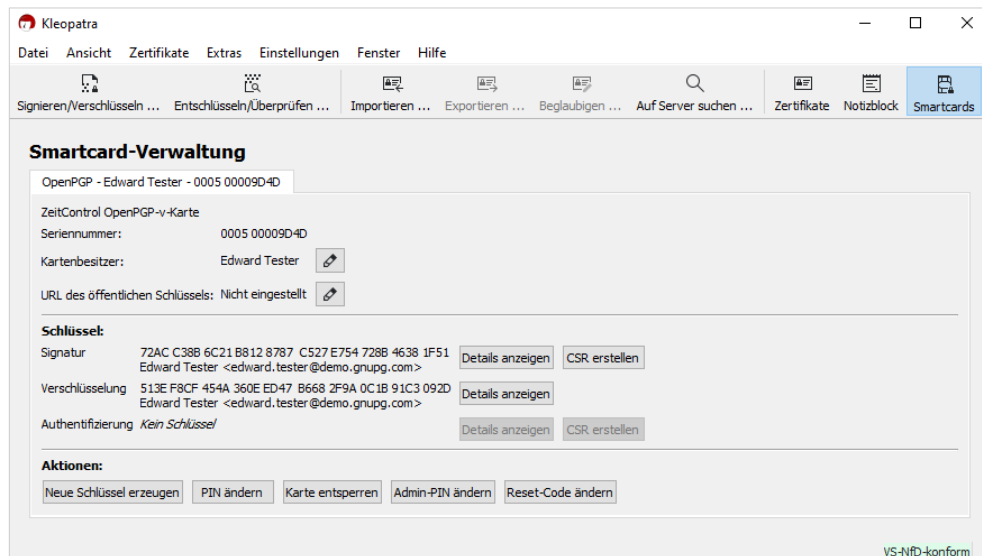 Kleopatra
Datei Ansicht Zertifikate Extras Einstellungen Fenster Hilfe
Signieren/Verschlüsseln ... Entschlüsseln/Überprüfen ... Importieren ... Exportieren ... Beglaubigen ... Auf Server suchen ... Zertifikate Notizblock Smartcards
Smartcard-Verwaltung
OpenPGP - Edward Tester - 0005 00009D4D
ZeitControl OpenPGP-v-Karte
Seriennummer: 0005 00009D4D
Kartenbesitzer: Edward Tester
URL des öffentlichen Schlüssels: Nicht eingestellt
Schlüssel:
Signatur 72AC C38B 6C21 B812 8787 C527 E754 728B 4638 1F51 Details anzeigen CSR erstellen
Edward Tester <edward.tester@demo.gnupg.com>
Verschlüsselung 513E F8CF 454A 360E ED47 B668 2F9A 0C1B 91C3 092D Details anzeigen
Edward Tester <edward.tester@demo.gnupg.com>
Authentifizierung Kein Schlüssel Details anzeigen CSR erstellen
Aktionen:
Neue Schlüssel erzeugen PIN ändern Karte entsperren Admin-PIN ändern Reset-Code ändern
VS-NfD-konform